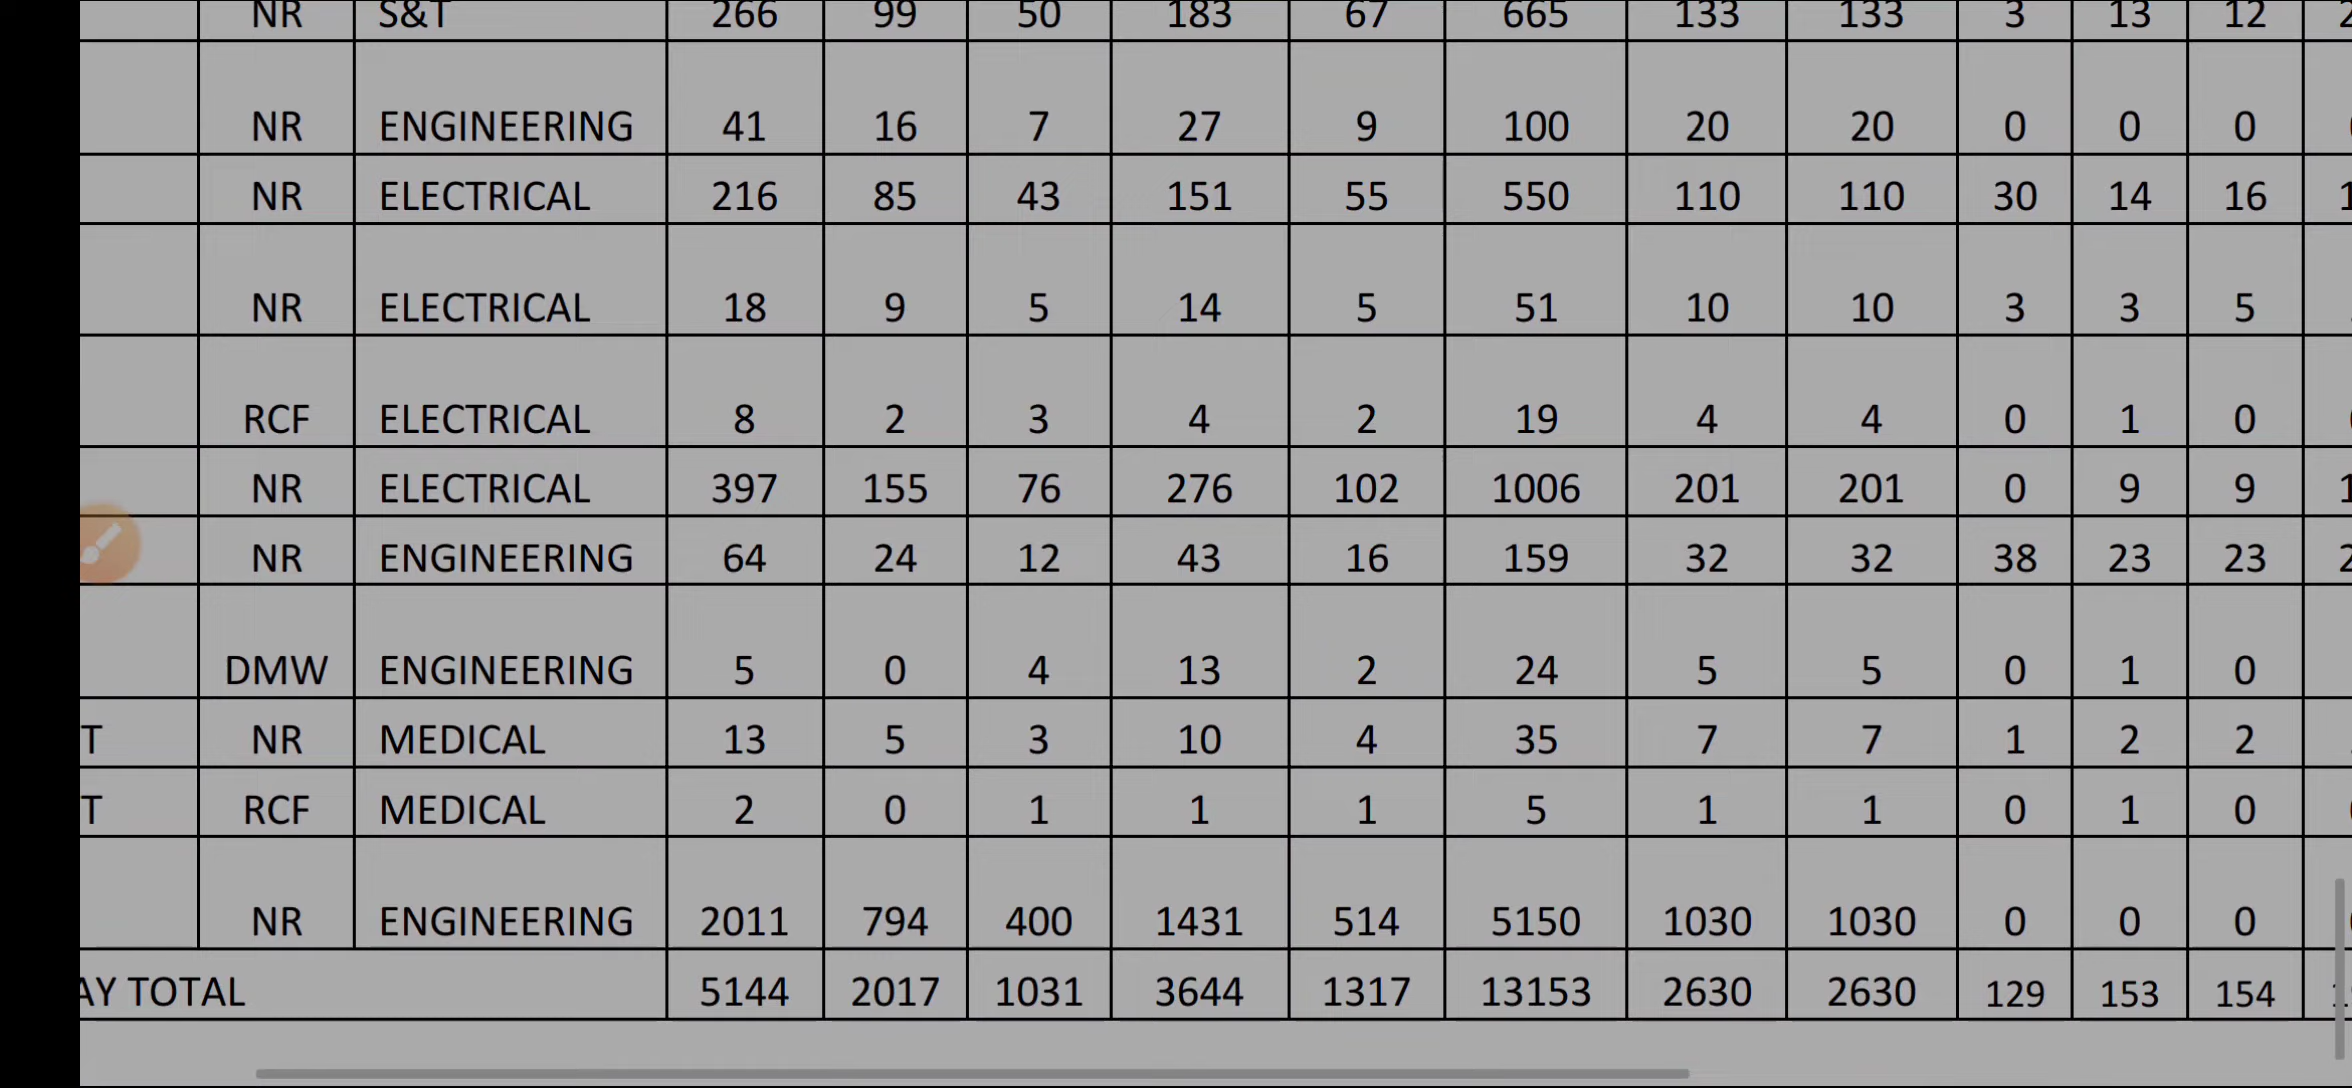 NR S&T 266 99 50 183 67 665 133 133 3 13 12
NR ENGINEERING 41 16 7 27 9 100 20 20 0 0 0
NR ELECTRICAL 216 85 43 151 55 550 110 110 30 14 16
NR ELECTRICAL 18 9 5 14 5 51 10 10 3 3 5
RCF ELECTRICAL 8 2 3 4 2 19 4 4 0 1 0
NR ELECTRICAL 397 155 76 276 102 1006 201 201 0 9 9
NR ENGINEERING 64 24 12 43 16 159 32 32 38 23 23
DMW ENGINEERING 5 0 4 13 2 24 5 5 0 1 0
T NR MEDICAL 13 5 3 10 4 35 7 7 1 2 2
T RCF MEDICAL 2 0 1 1 1 5 1 1 0 1 0
NR ENGINEERING 2011 794 400 1431 514 5150 1030 1030 0 0 0
AY TOTAL 5144 2017 1031 3644 1317 13153 2630 2630 129 153 154